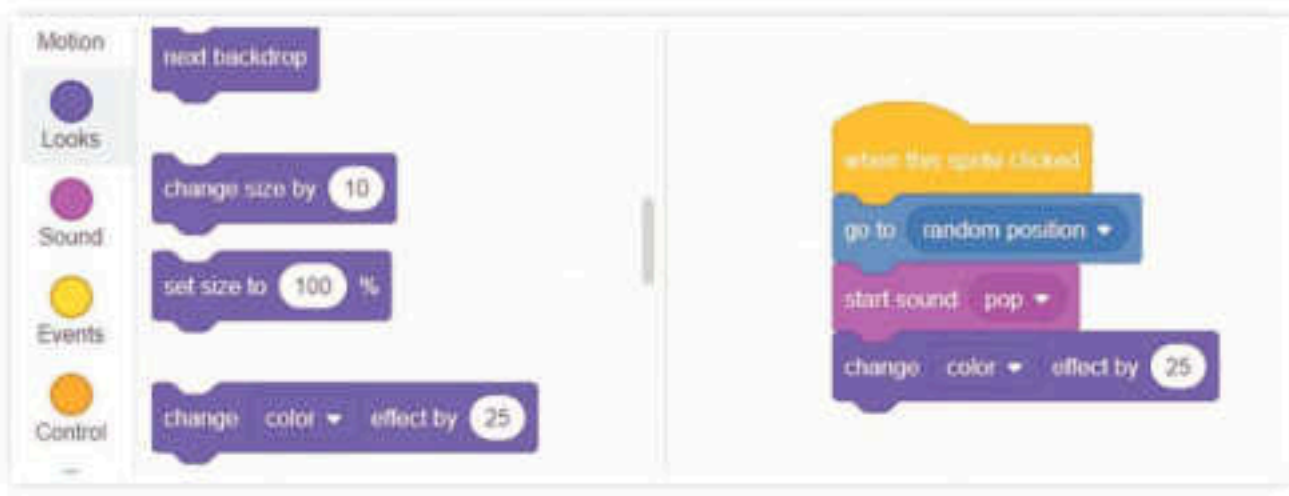 Motion
Looks
Sound
Events
Control
next backdrop
change size by 10
set size to 100 %
change color effect by 25
when this sprite clicked
go to random position
start sound pop
change color effect by 25